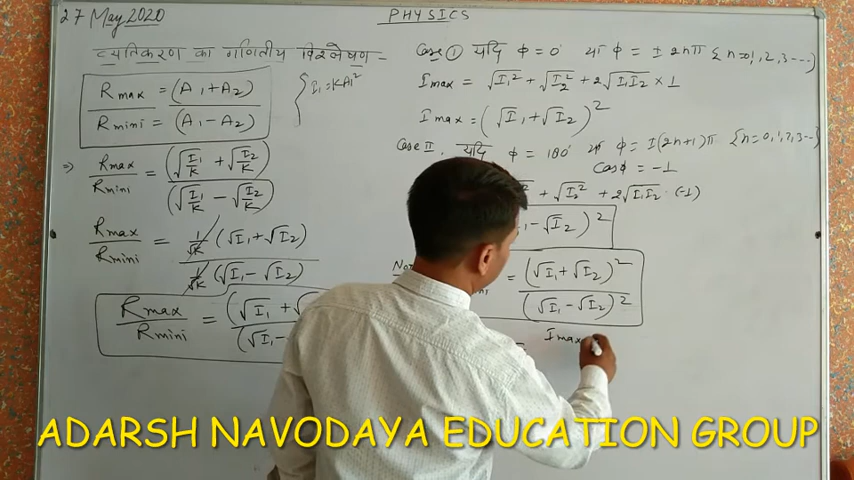 27 May 2020
PHYSICS
व्यतिकरण का गणितीय विश्लेषण -
Rmax = (A1+A2)
Rmini = (A1-A2)
I1 = KA1²
⇒ Rmax/Rmini = (√I1/K + √I2/K)/(√I1/K - √I2/K)
Rmax/Rmini = 1/√K (√I1+√I2) / 1/√K (√I1-√I2)
Rmax/Rmini = (√I1 + √
(√I1 -
Case ① यदि ϕ = 0° या ϕ = ± 2nπ {n=0,1,2,3---}
Imax = √I1² + √I2² + 2√I1I2 × 1
Imax = (√I1 + √I2)²
Case II. यदि ϕ = 180° या ϕ = I(2n+1)π {n=0,1,2,3--}
Cosϕ = -1
+ √I2² + 2√I1I2 · (-1)
- √I2)²
= (√I1+√I2)²/(√I1-√I2)²
Imax
ADARSH NAVODAYA EDUCATION GROUP